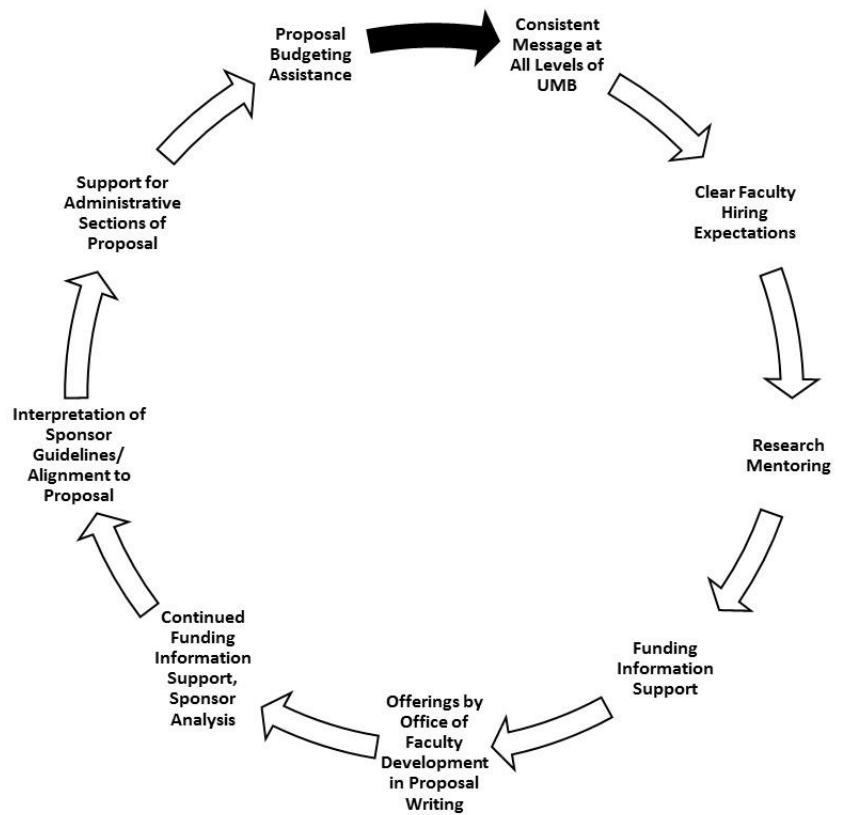 Proposal
Budgeting
Assistance
Consistent
Message at
All Levels of
UMB
Clear Faculty
Hiring
Expectations
Research
Mentoring
Funding
Information
Support
Offerings by
Office of
Faculty
Development
in Proposal
Writing
Continued
Funding
Information
Support,
Sponsor
Analysis
Interpretation of
Sponsor
Guidelines/
Alignment to
Proposal
Support for
Administrative
Sections of
Proposal